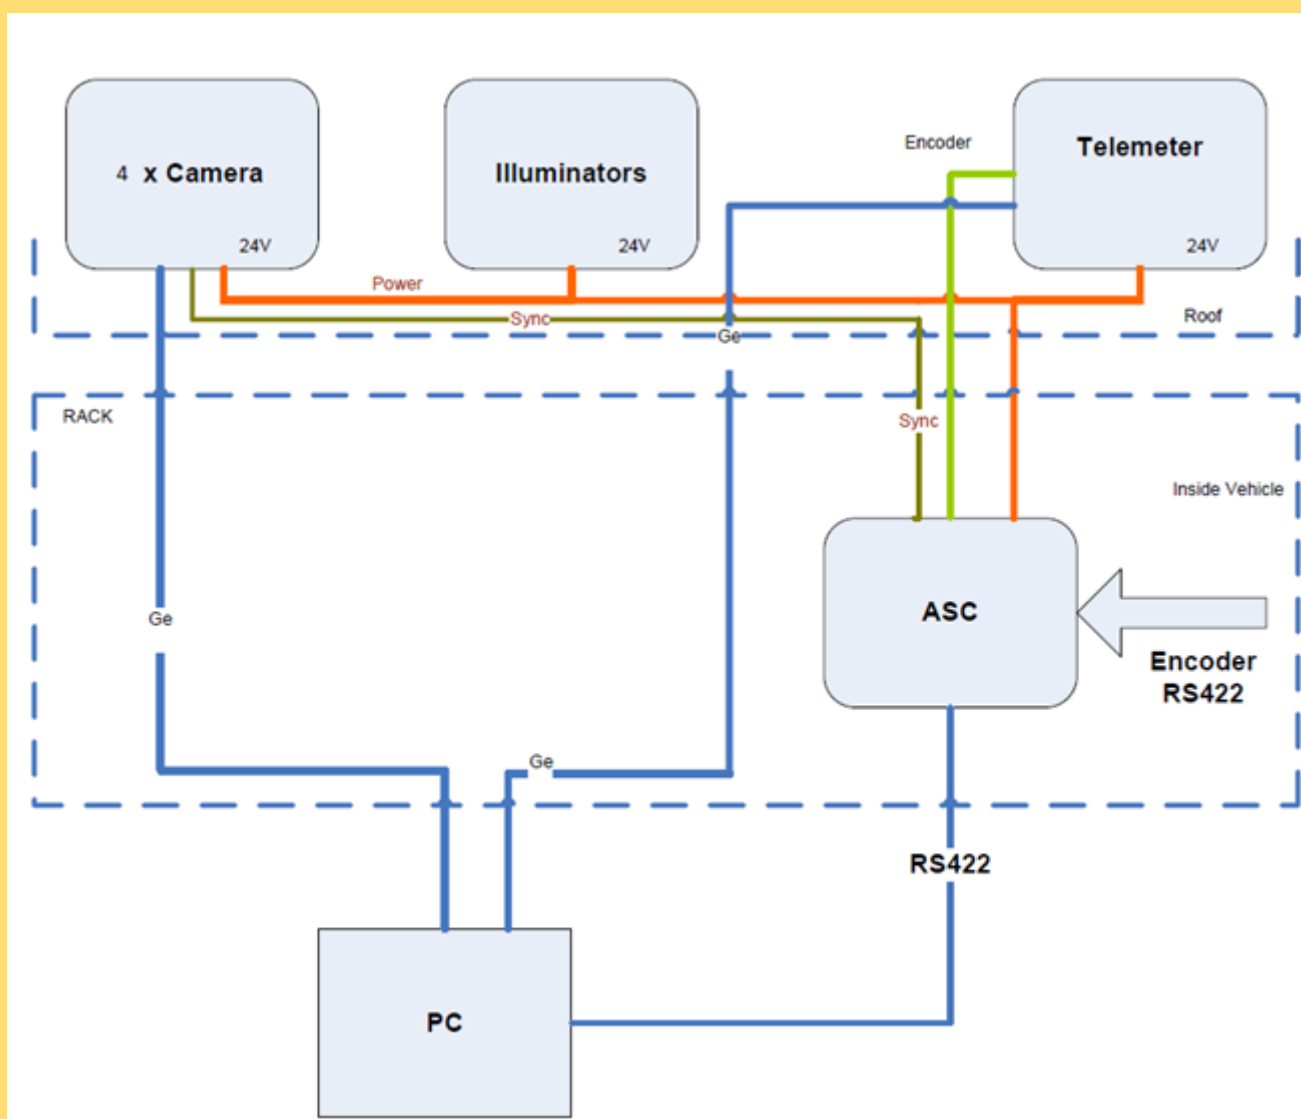 4 x Camera
24V
Illuminators
24V
Encoder
Telemeter
24V
Power
Sync
Ge
Roof
RACK
Sync
Inside Vehicle
Ge
ASC
Encoder
RS422
Ge
RS422
PC